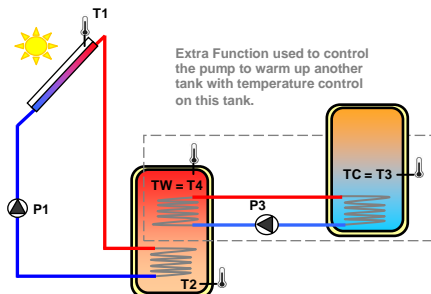 T1
Extra Function used to control
the pump to warm up another
tank with temperature control
on this tank.
TW = T4
TC = T3
P1
P3
T2